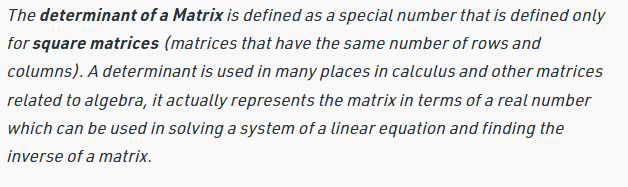 The determinant of a Matrix is defined as a special number that is defined only
for square matrices (matrices that have the same number of rows and
columns). A determinant is used in many places in calculus and other matrices
related to algebra, it actually represents the matrix in terms of a real number
which can be used in solving a system of a linear equation and finding the
inverse of a matrix.